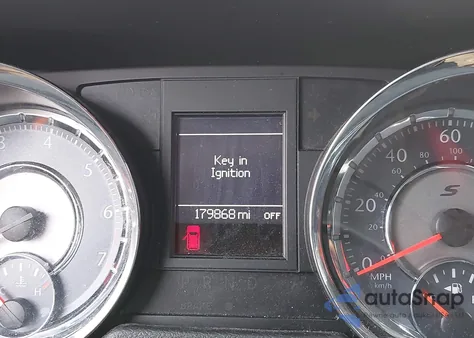 Key in
Ignition
179868 mi OFF
3 4 5 6 7
H
0 20 40 60
80 100
MPH
km/h
S
P R N D
autoSnap